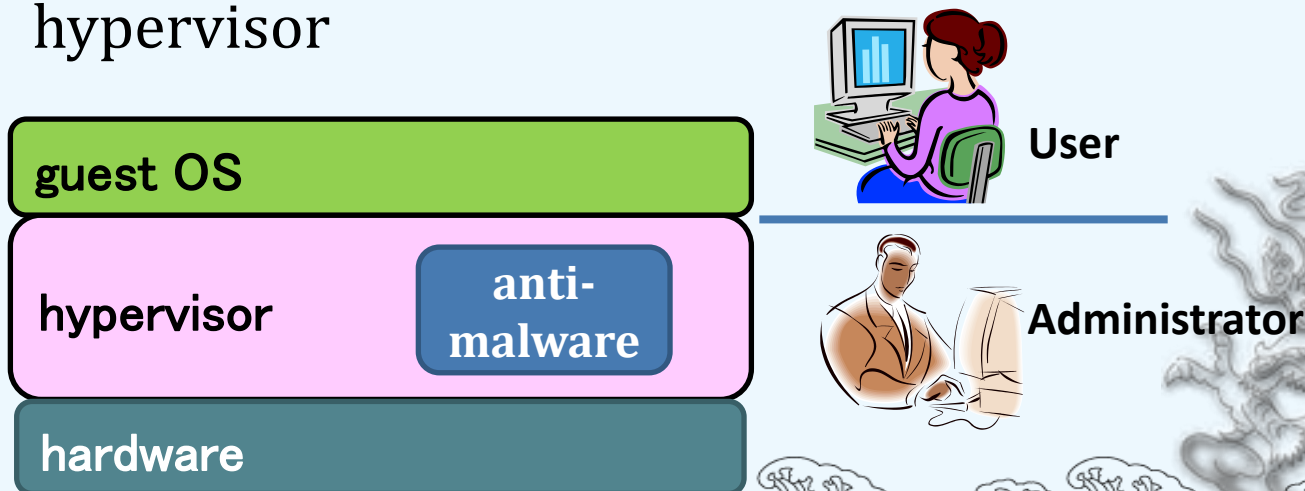 hypervisor
guest OS
User
hypervisor
anti-
malware
Administrator
hardware